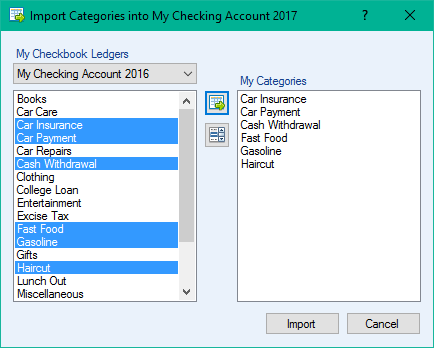 Import Categories into My Checking Account 2017
My Checkbook Ledgers
My Checking Account 2016
Books
Car Care
Car Insurance
Car Payment
Car Repairs
Cash Withdrawal
Clothing
College Loan
Entertainment
Excise Tax
Fast Food
Gasoline
Gifts
Haircut
Lunch Out
Miscellaneous
My Categories
Car Insurance
Car Payment
Cash Withdrawal
Fast Food
Gasoline
Haircut
Import
Cancel